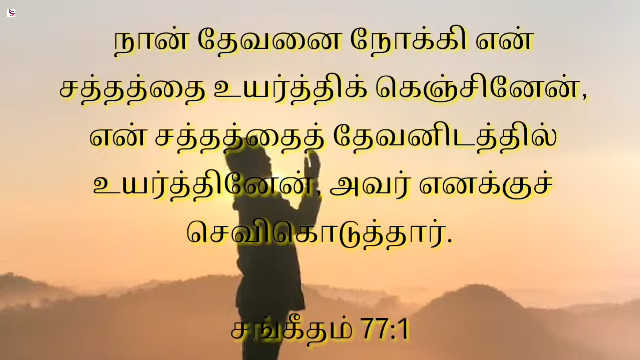 நான் தேவனை நோக்கி என்
சத்தத்தை உயர்த்திக் கெஞ்சினேன்,
என் சத்தத்தைத் தேவனிடத்தில்
உயர்த்தினேன், அவர் எனக்குச்
செவிகொடுத்தார்.
சங்கீதம் 77:1